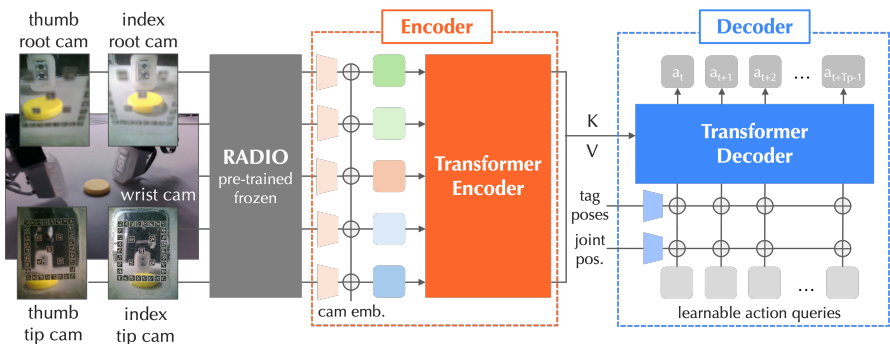 thumb
root cam
index
root cam
wrist cam
thumb
tip cam
index
tip cam
RADIO
pre-trained
frozen
Encoder
cam emb.
Transformer
Encoder
K
V
Decoder
a_t
a_t+1
a_t+2
...
a_t+Tp-1
Transformer
Decoder
tag
poses
joint
pos.
...
learnable action queries